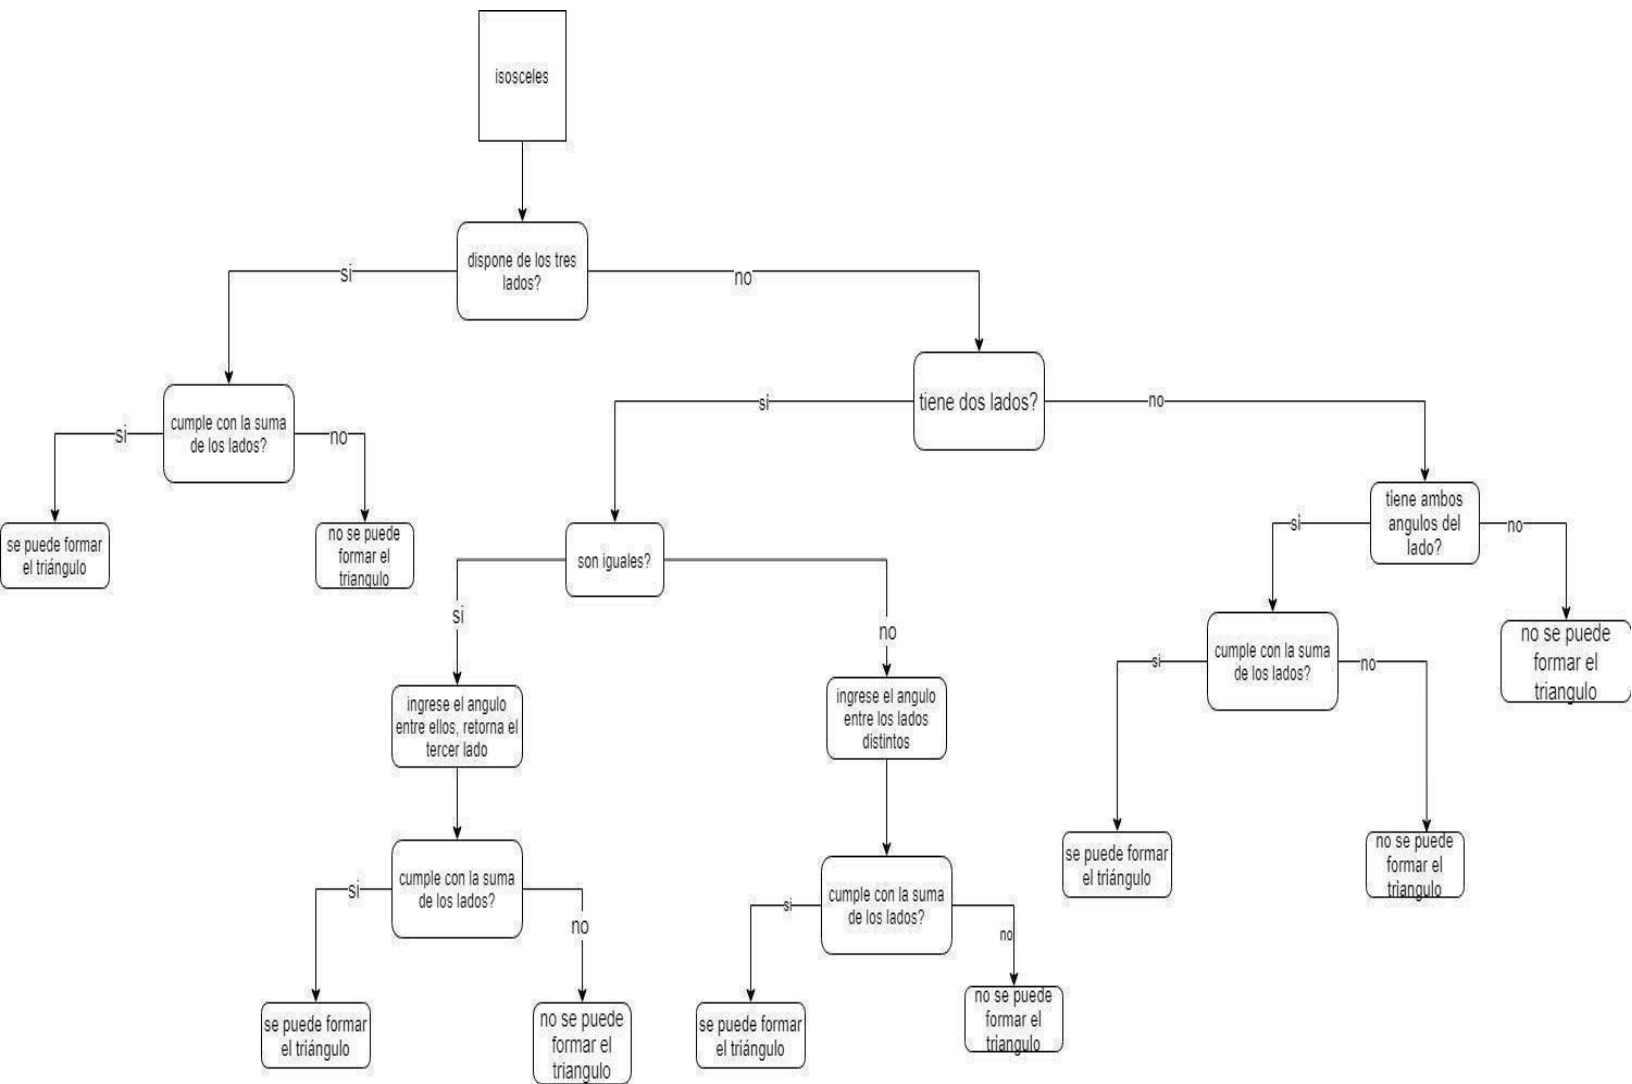 isosceles
dispone de los tres
lados?
si
no
tiene dos lados?
si
no
cumple con la suma
de los lados?
si
no
se puede formar
el triángulo
no se puede
formar el
triangulo
son iguales?
si
no
tiene ambos
angulos del
lado?
si
no
no se puede
formar el
triangulo
cumple con la suma
de los lados?
si
no
ingrese el angulo
entre ellos, retorna el
tercer lado
ingrese el angulo
entre los lados
distintos
se puede formar
el triángulo
no se puede
formar el
triangulo
cumple con la suma
de los lados?
si
no
cumple con la suma
de los lados?
si
no
se puede formar
el triángulo
no se puede
formar el
triangulo
se puede formar
el triángulo
no se puede
formar el
triangulo